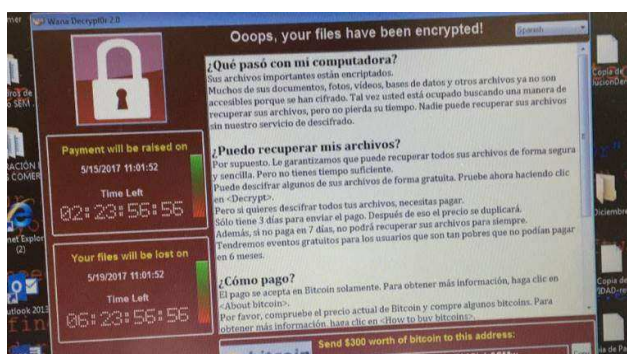 Wana Decrypt0r 2.0
Ooops, your files have been encrypted!
Spanish
¿Qué pasó con mi computadora?
Sus archivos importantes están encriptados.
Muchos de sus documentos, fotos, vídeos, bases de datos y otros archivos ya no son
accesibles porque se han cifrado. Tal vez usted está ocupado buscando una manera de
recuperar sus archivos, pero no pierda su tiempo. Nadie puede recuperar sus archivos
sin nuestro servicio de descifrado.
¿Puedo recuperar mis archivos?
Por supuesto. Le garantizamos que puede recuperar todos sus archivos de forma segura
y sencilla. Pero no tienes tiempo suficiente.
Puede descifrar algunos de sus archivos de forma gratuita. Pruebe ahora haciendo clic
en <Decrypt>.
Pero si quieres descifrar todos tus archivos, necesitas pagar.
Sólo tiene 3 días para enviar el pago. Después de eso el precio se duplicará.
Además, si no paga en 7 días, no podrá recuperar sus archivos para siempre.
Tendremos eventos gratuitos para los usuarios que son tan pobres que no podían pagar
en 6 meses.
¿Cómo pago?
El pago se acepta en Bitcoin solamente. Para obtener más información, haga clic en
<About bitcoin>.
Por favor, compruebe el precio actual de Bitcoin y compre algunos bitcoins. Para
obtener más información, haga clic en <How to buy bitcoins>.
Payment will be raised on
5/15/2017 11:01:52
Time Left
02:23:56:56
Your files will be lost on
5/19/2017 11:01:52
Time Left
06:23:56:56
Send $300 worth of bitcoin to this address:
bitcoin
Copia de
Diciembre
Copia de
net Explor
(2)
utlook 2013